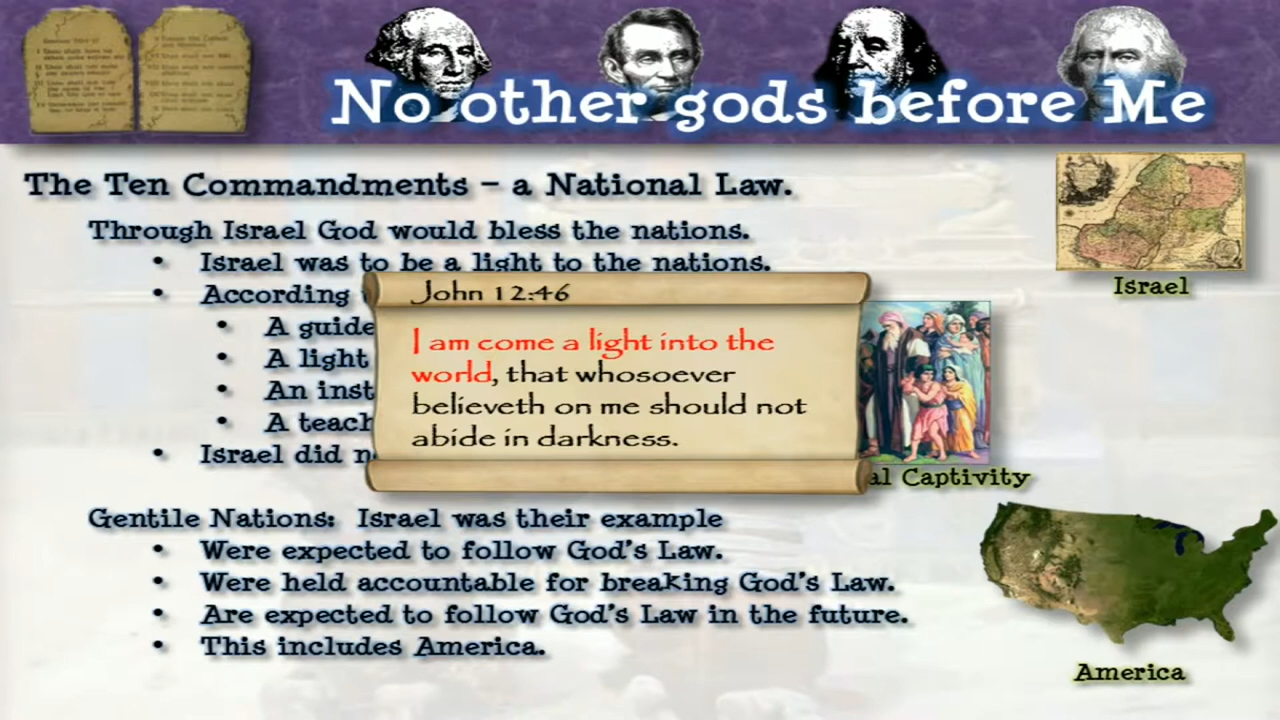 No other gods before Me
The Ten Commandments – a National Law.
Through Israel God would bless the nations.
• Israel was to be a light to the nations.
• According
• A guide
• A light
• An inst
• A teach
• Israel did n
John 12:46
I am come a light into the
world, that whosoever
believeth on me should not
abide in darkness.
Israel
al Captivity
Gentile Nations: Israel was their example
• Were expected to follow God's Law.
• Were held accountable for breaking God's Law.
• Are expected to follow God's Law in the future.
• This includes America.
America